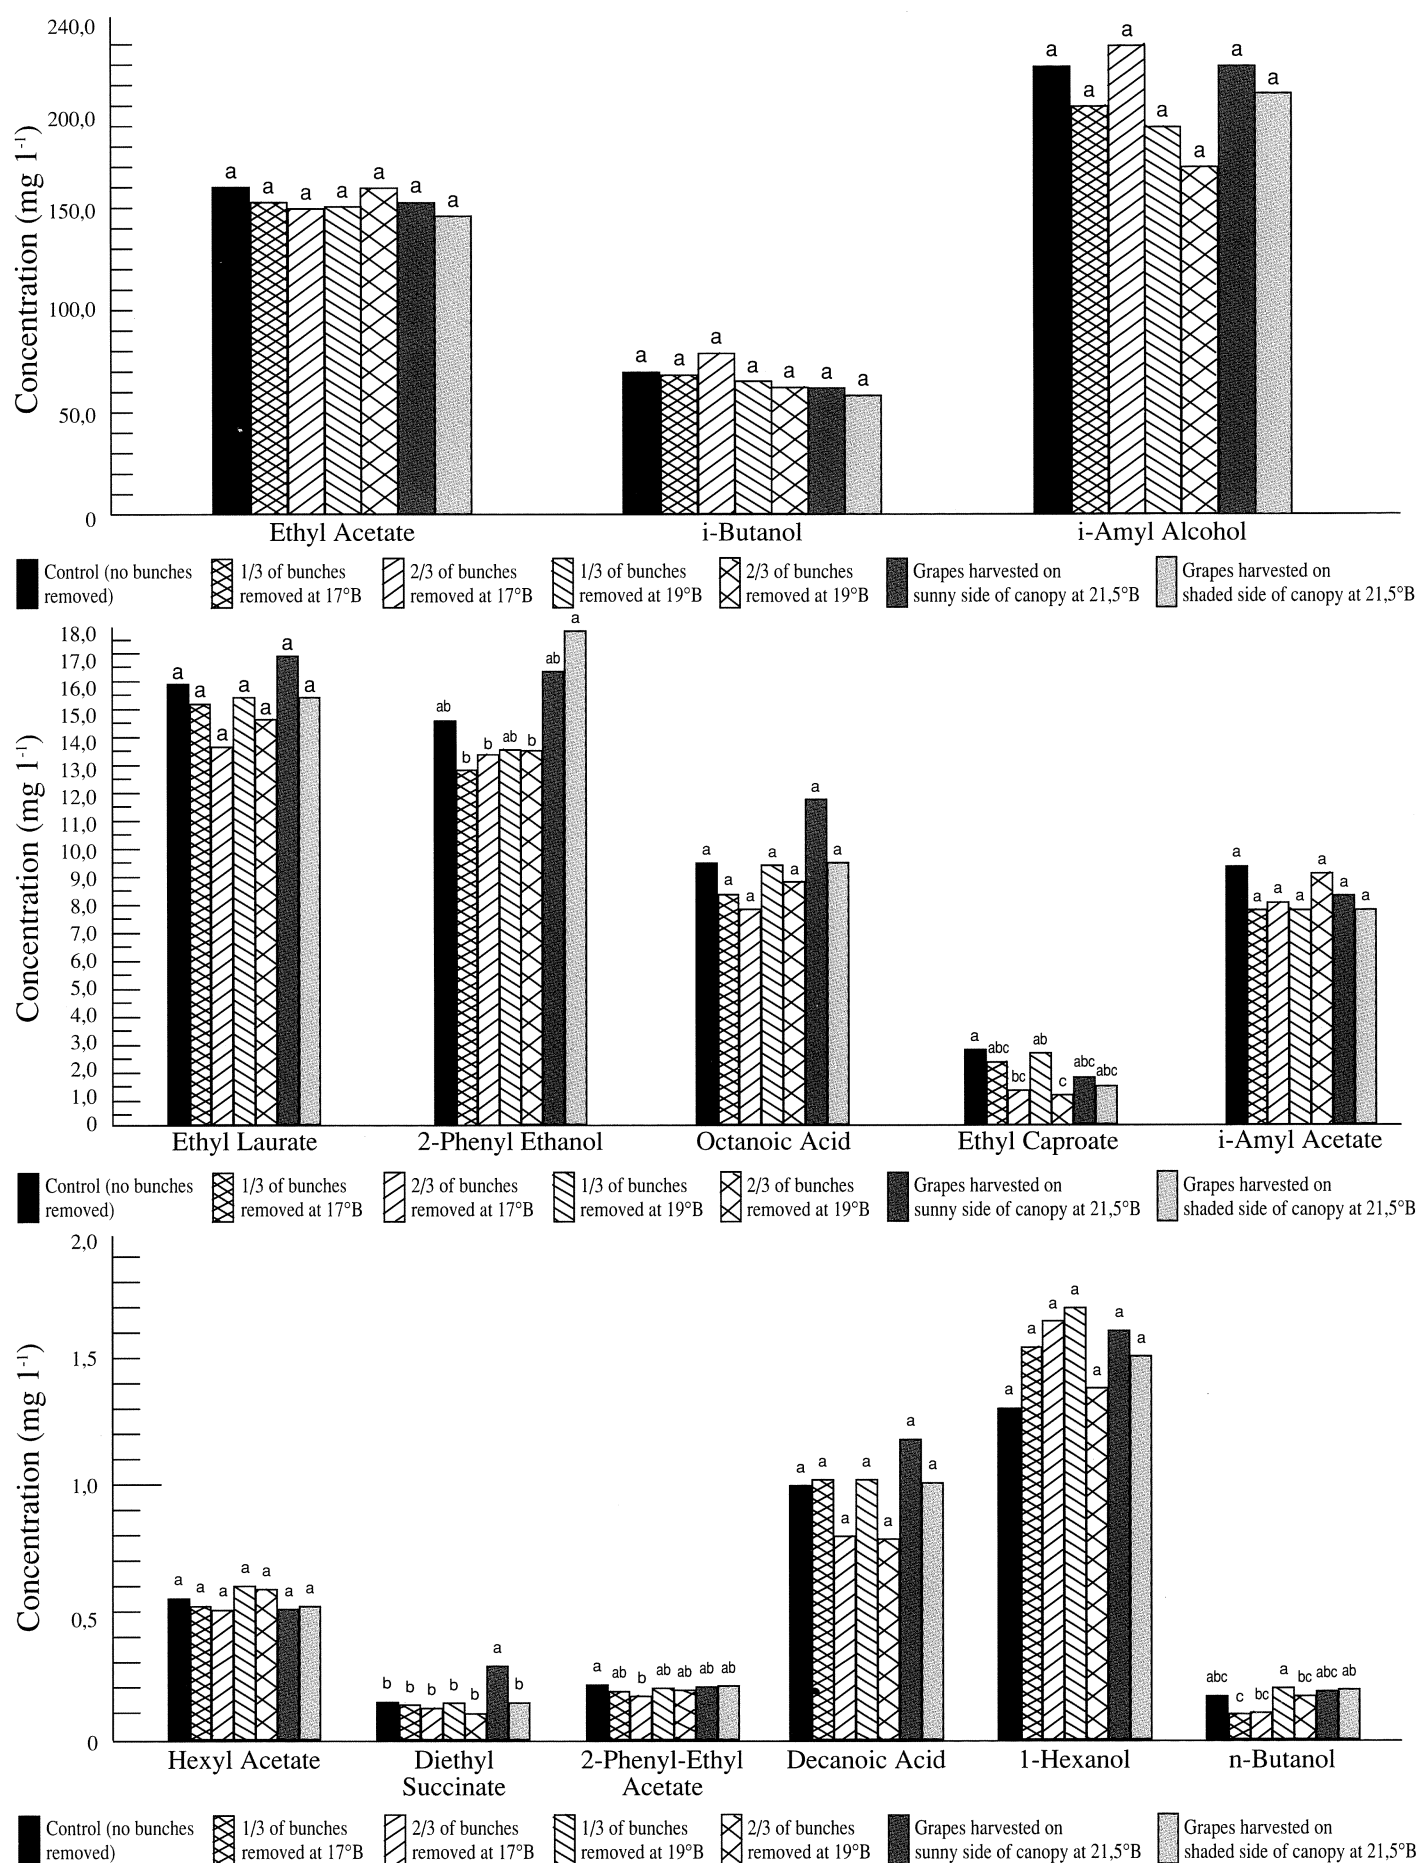 240,0
200,0
150,0
100,0
50,0
0
Concentration (mg l⁻¹)
a a a a a a a
a a a a a a a
a a a a a a a
Ethyl Acetate i-Butanol i-Amyl Alcohol
Control (no bunches removed)
1/3 of bunches removed at 17°B
2/3 of bunches removed at 17°B
1/3 of bunches removed at 19°B
2/3 of bunches removed at 19°B
Grapes harvested on sunny side of canopy at 21,5°B
Grapes harvested on shaded side of canopy at 21,5°B
18,0
17,0
16,0
15,0
14,0
13,0
12,0
11,0
10,0
9,0
8,0
7,0
6,0
5,0
4,0
3,0
2,0
1,0
0
Concentration (mg l⁻¹)
a a a a a a a
ab b b ab b ab a
a a a a a a a
a abc bc ab c abc abc
a a a a a a a
Ethyl Laurate 2-Phenyl Ethanol Octanoic Acid Ethyl Caproate i-Amyl Acetate
Control (no bunches removed)
1/3 of bunches removed at 17°B
2/3 of bunches removed at 17°B
1/3 of bunches removed at 19°B
2/3 of bunches removed at 19°B
Grapes harvested on sunny side of canopy at 21,5°B
Grapes harvested on shaded side of canopy at 21,5°B
2,0
1,5
1,0
0,5
0
Concentration (mg l⁻¹)
a a a a a a a
b b b b b a b
a ab b ab ab ab ab
a a a a a a a
a a a a a a a
abc c bc a bc abc ab
Hexyl Acetate
Diethyl Succinate
2-Phenyl-Ethyl Acetate
Decanoic Acid
1-Hexanol
n-Butanol
Control (no bunches removed)
1/3 of bunches removed at 17°B
2/3 of bunches removed at 17°B
1/3 of bunches removed at 19°B
2/3 of bunches removed at 19°B
Grapes harvested on sunny side of canopy at 21,5°B
Grapes harvested on shaded side of canopy at 21,5°B